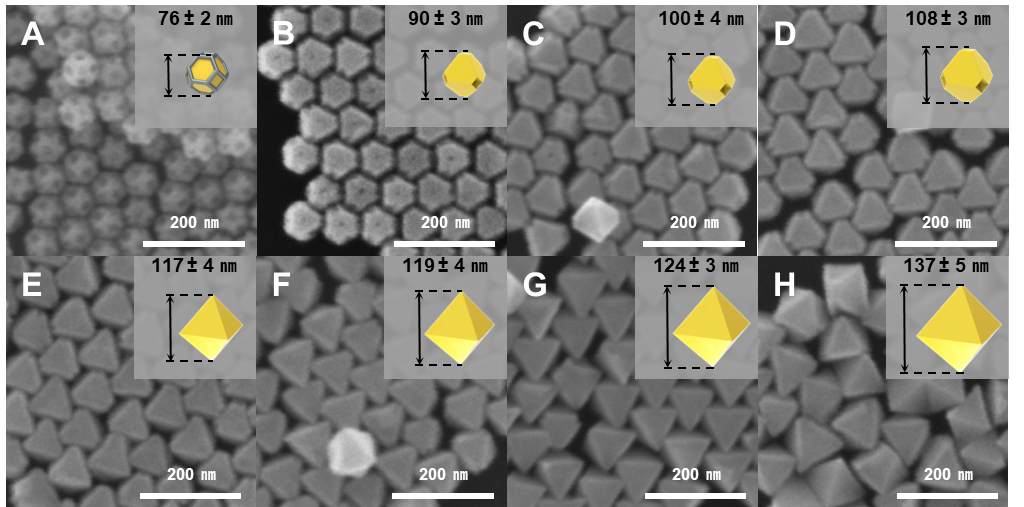 A
76 ± 2 nm
200 nm
B
90 ± 3 nm
200 nm
C
100 ± 4 nm
200 nm
D
108 ± 3 nm
200 nm
E
117 ± 4 nm
200 nm
F
119 ± 4 nm
200 nm
G
124 ± 3 nm
200 nm
H
137 ± 5 nm
200 nm